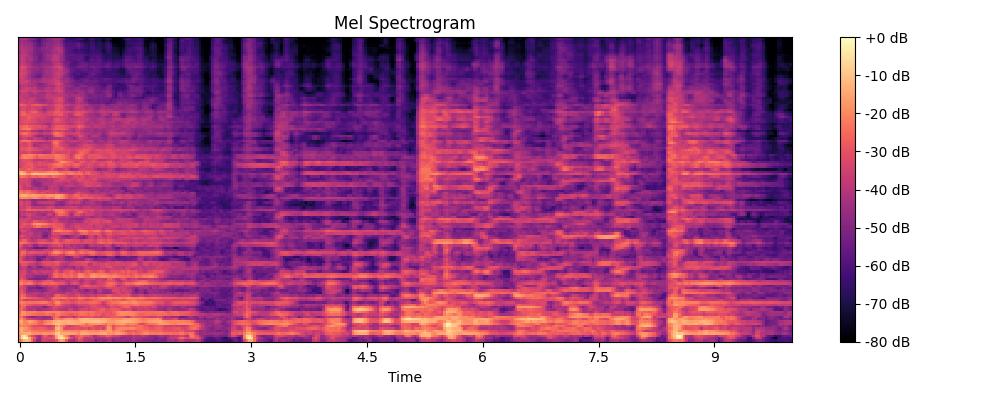 Mel Spectrogram
+0 dB
-10 dB
-20 dB
-30 dB
-40 dB
-50 dB
-60 dB
-70 dB
-80 dB
0 1.5 3 4.5 6 7.5 9
Time